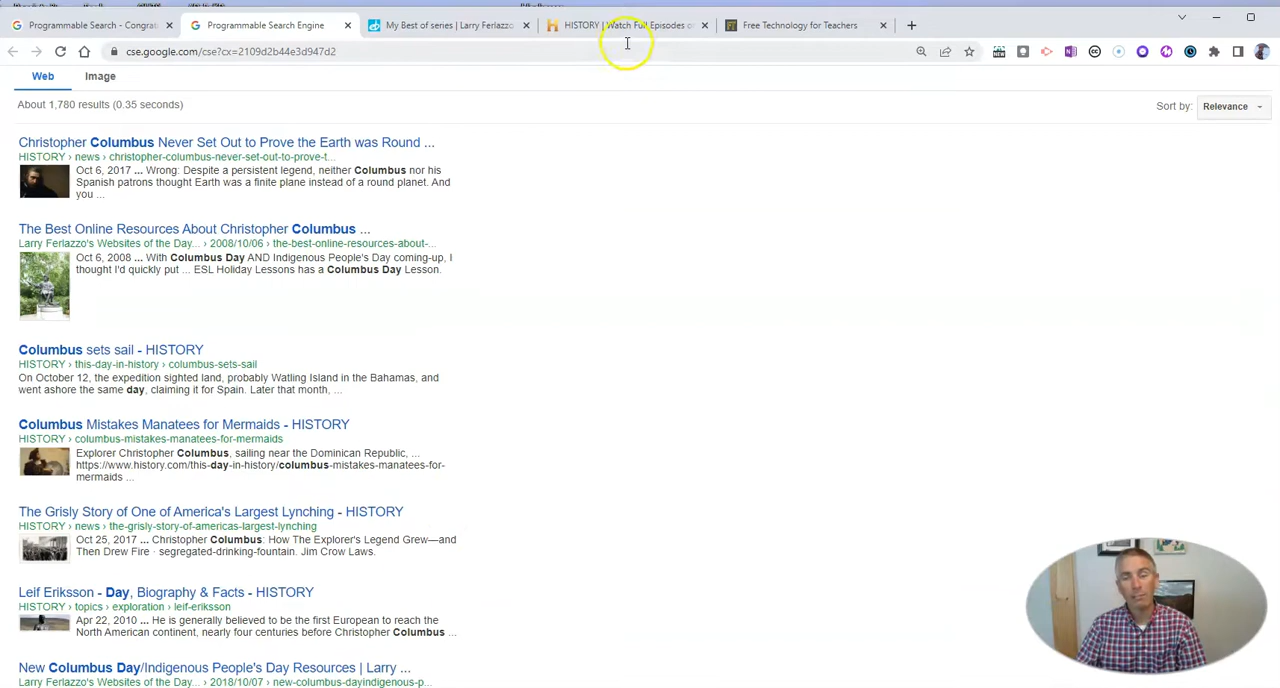 Programmable Search - Congrat
Programmable Search Engine
My Best of series | Larry Ferlazzo
HISTORY | Watch Full Episodes o
Free Technology for Teachers
cse.google.com/cse?cx=2109d2b44e3d947d2
Web
Image
About 1,780 results (0.35 seconds)
Sort by:
Relevance
Christopher Columbus Never Set Out to Prove the Earth was Round ...
HISTORY › news › christopher-columbus-never-set-out-to-prove-t...
Oct 6, 2017 ... Wrong: Despite a persistent legend, neither Columbus nor his
Spanish patrons thought Earth was a finite plane instead of a round planet. And
you ...
The Best Online Resources About Christopher Columbus ...
Larry Ferlazzo's Websites of the Day... › 2008/10/06 › the-best-online-resources-about-...
Oct 6, 2008 ... With Columbus Day AND Indigenous People's Day coming-up, I
thought I'd quickly put ... ESL Holiday Lessons has a Columbus Day Lesson.
Columbus sets sail - HISTORY
HISTORY › this-day-in-history › columbus-sets-sail
On October 12, the expedition sighted land, probably Watling Island in the Bahamas, and
went ashore the same day, claiming it for Spain. Later that month, ...
Columbus Mistakes Manatees for Mermaids - HISTORY
HISTORY › columbus-mistakes-manatees-for-mermaids
Explorer Christopher Columbus, sailing near the Dominican Republic, ...
https://www.history.com/this-day-in-history/columbus-mistakes-manatees-for-
mermaids ...
The Grisly Story of One of America's Largest Lynching - HISTORY
HISTORY › news › the-grisly-story-of-americas-largest-lynching
Oct 25, 2017 ... Christopher Columbus: How The Explorer's Legend Grew—and
Then Drew Fire · segregated-drinking-fountain. Jim Crow Laws.
Leif Eriksson - Day, Biography & Facts - HISTORY
HISTORY › topics › exploration › leif-eriksson
Apr 22, 2010 ... He is generally believed to be the first European to reach the
North American continent, nearly four centuries before Christopher Columbus ...
New Columbus Day/Indigenous People's Day Resources | Larry ...
Larry Ferlazzo's Websites of the Day... › 2018/10/07 › new-columbus-dayindigenous-p...